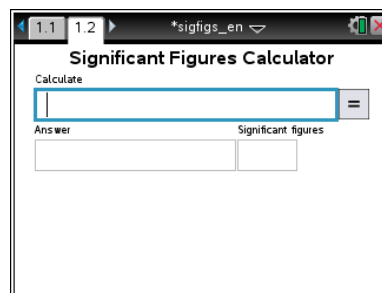 1.1 1.2 *sigfigs_en
Significant Figures Calculator
Calculate
=
Answer Significant figures